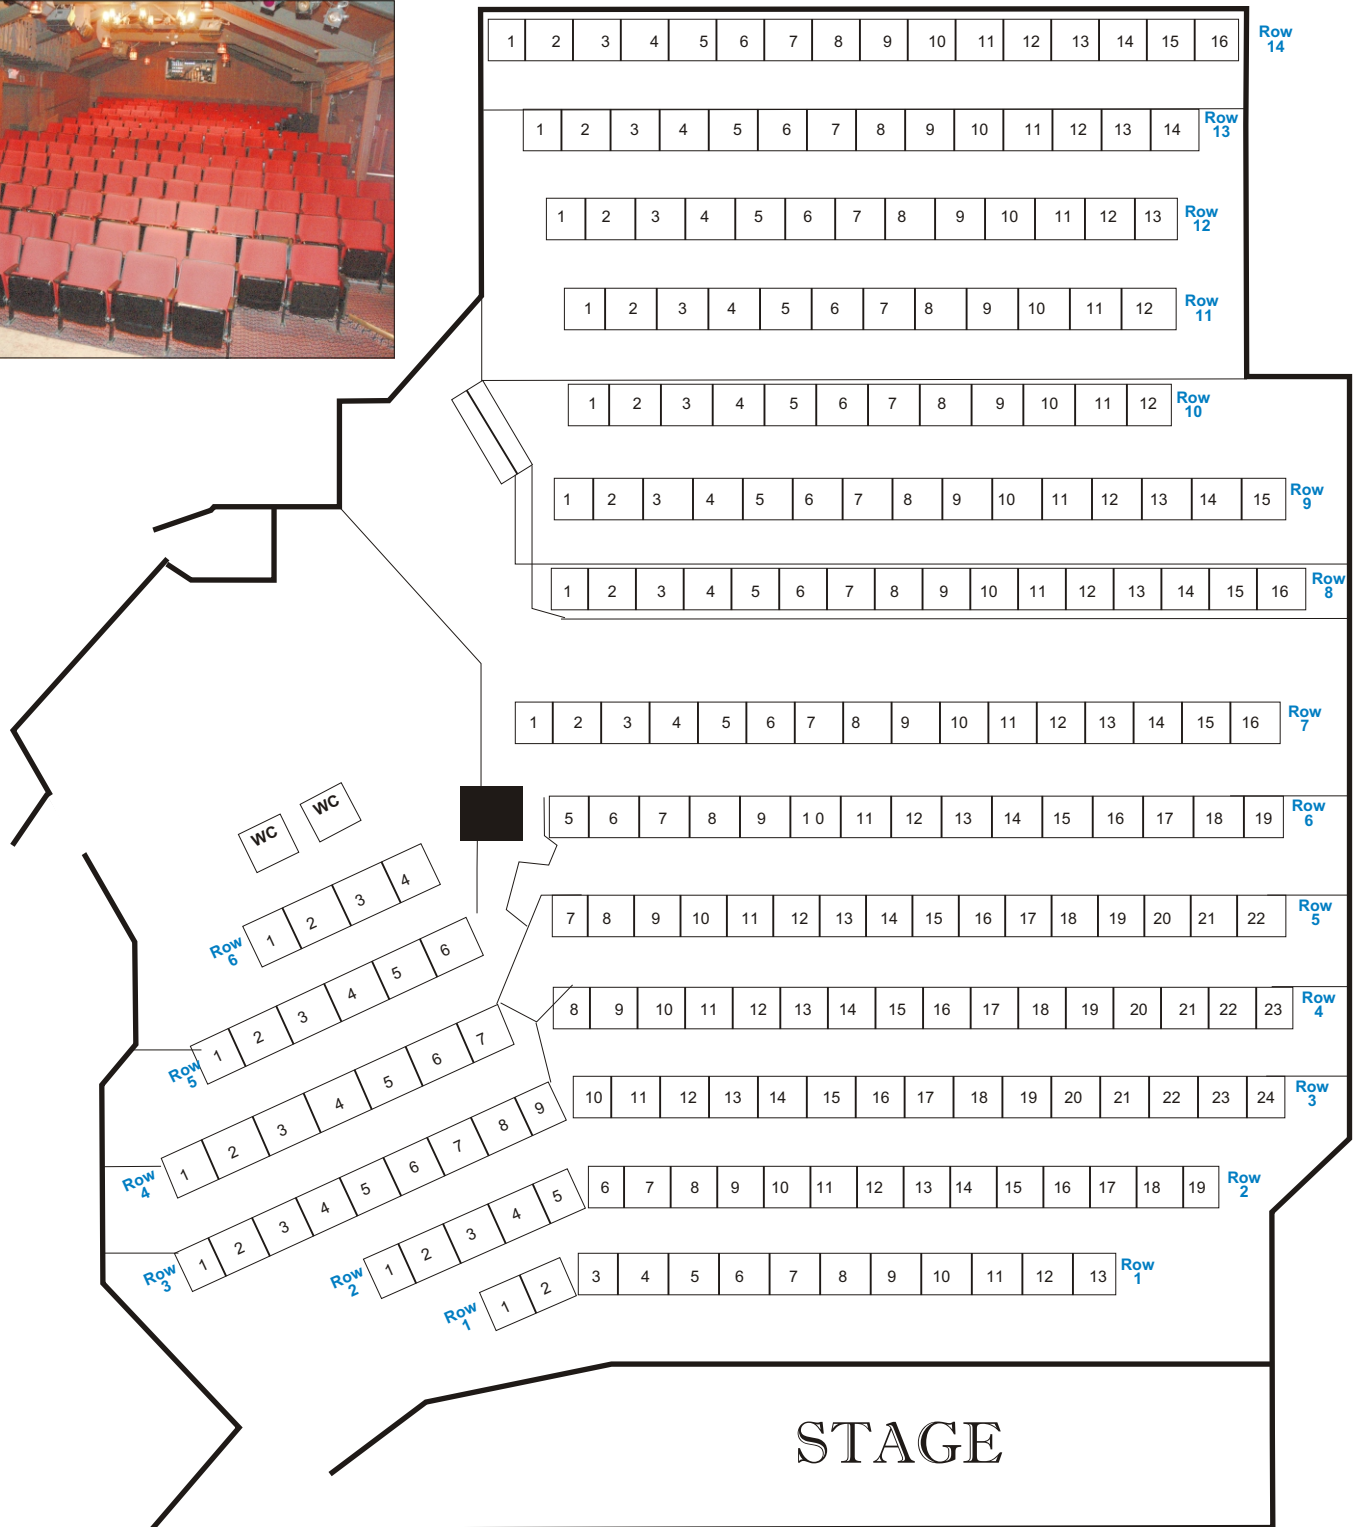 1 2 3 4 5 6 7 8 9 10 11 12 13 14 15 16 Row 14
1 2 3 4 5 6 7 8 9 10 11 12 13 14 Row 13
1 2 3 4 5 6 7 8 9 10 11 12 13 Row 12
1 2 3 4 5 6 7 8 9 10 11 12 Row 11
1 2 3 4 5 6 7 8 9 10 11 12 Row 10
1 2 3 4 5 6 7 8 9 10 11 12 13 14 15 Row 9
1 2 3 4 5 6 7 8 9 10 11 12 13 14 15 16 Row 8
1 2 3 4 5 6 7 8 9 10 11 12 13 14 15 16 Row 7
WC WC
5 6 7 8 9 1 0 11 12 13 14 15 16 17 18 19 Row 6
Row 6 1 2 3 4
7 8 9 10 11 12 13 14 15 16 17 18 19 20 21 22 Row 5
Row 5 1 2 3 4 5 6
8 9 10 11 12 13 14 15 16 17 18 19 20 21 22 23 Row 4
Row 4 1 2 3 4 5 6 7
10 11 12 13 14 15 16 17 18 19 20 21 22 23 24 Row 3
Row 3 1 2 3 4 5 6 7 8 9
6 7 8 9 10 11 12 13 14 15 16 17 18 19 Row 2
Row 2 1 2 3 4 5
3 4 5 6 7 8 9 10 11 12 13 Row 1
Row 1 1 2
STAGE